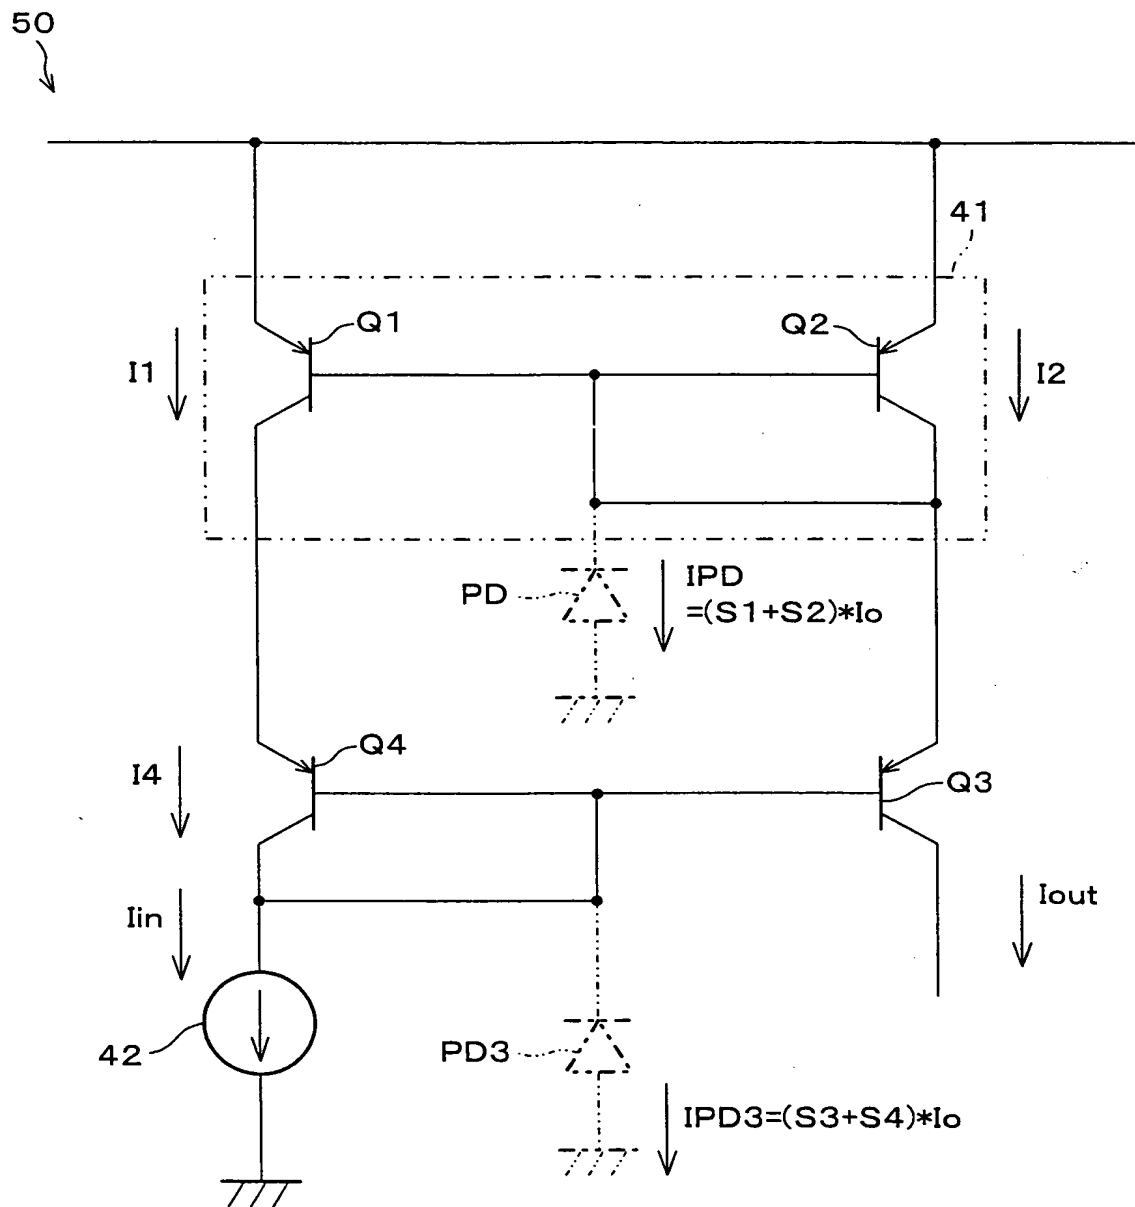 50
41
Q1
Q2
I1
I2
PD
IPD
=(S1+S2)*Io
Q4
I4
Q3
Iin
Iout
42
PD3
IPD3=(S3+S4)*Io